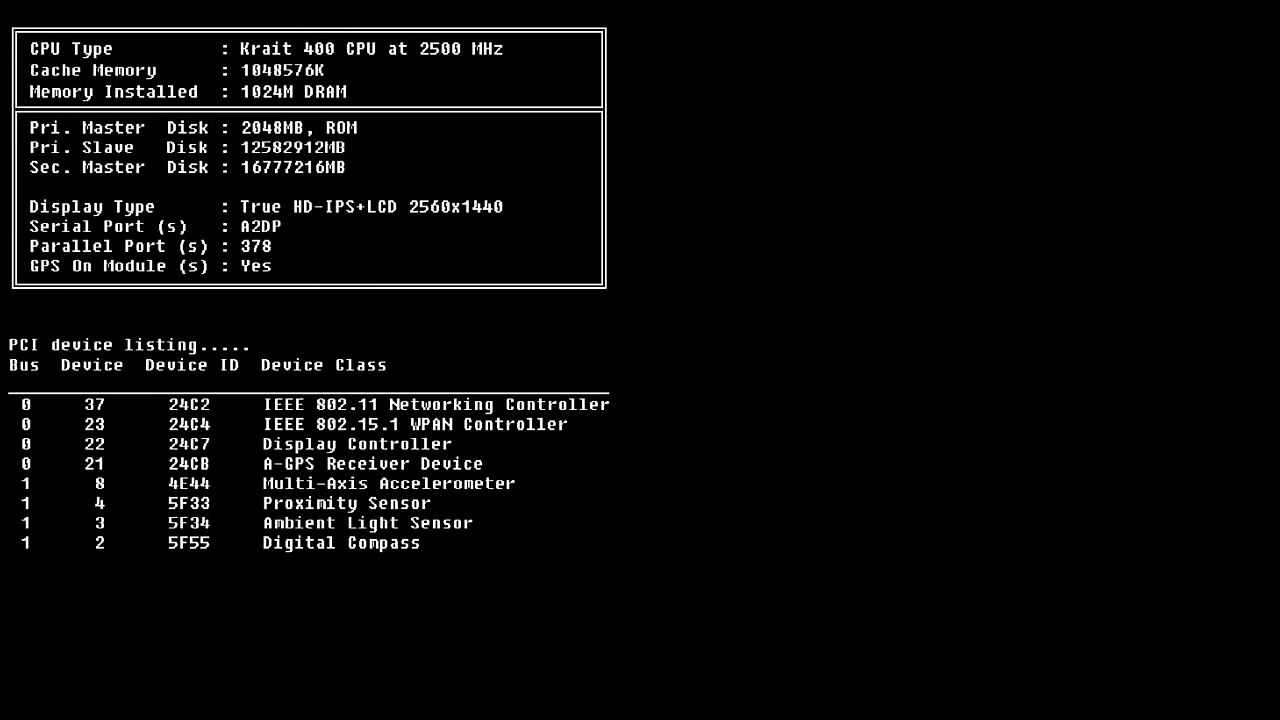 CPU Type : Krait 400 CPU at 2500 MHz
Cache Memory : 1048576K
Memory Installed : 1024M DRAM
Pri. Master Disk : 2048MB, ROM
Pri. Slave Disk : 12582912MB
Sec. Master Disk : 16777216MB
Display Type : True HD-IPS+LCD 2560x1440
Serial Port (s) : A2DP
Parallel Port (s) : 378
GPS On Module (s) : Yes
PCI device listing.....
Bus Device Device ID Device Class
0 37 24C2 IEEE 802.11 Networking Controller
0 23 24C4 IEEE 802.15.1 WPAN Controller
0 22 24C7 Display Controller
0 21 24CB A-GPS Receiver Device
1 8 4E44 Multi-Axis Accelerometer
1 4 5F33 Proximity Sensor
1 3 5F34 Ambient Light Sensor
1 2 5F55 Digital Compass